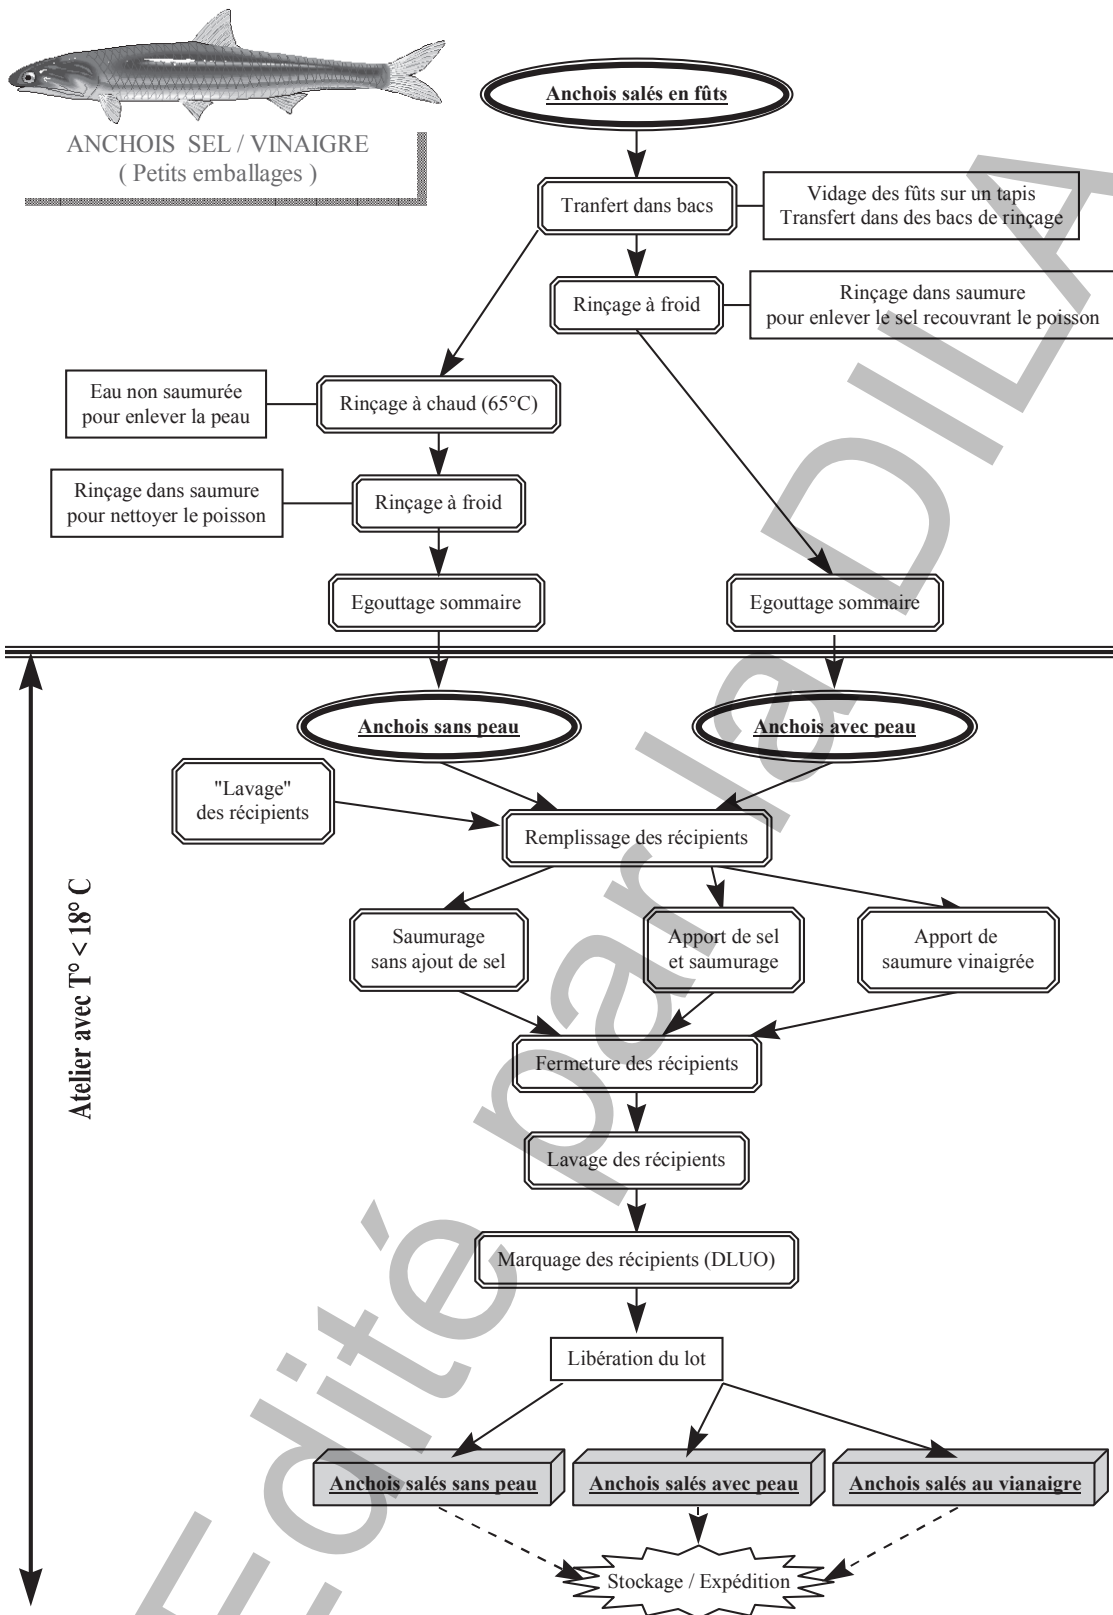 ANCHOIS SEL / VINAIGRE
( Petits emballages )
Anchois salés en fûts
Tranfert dans bacs
Vidage des fûts sur un tapis
Transfert dans des bacs de rinçage
Rinçage à froid
Rinçage dans saumure
pour enlever le sel recouvrant le poisson
Eau non saumurée
pour enlever la peau
Rinçage à chaud (65°C)
Rinçage dans saumure
pour nettoyer le poisson
Rinçage à froid
Egouttage sommaire
Egouttage sommaire
Anchois sans peau
Anchois avec peau
"Lavage"
des récipients
Remplissage des récipients
Atelier avec T° < 18° C
Saumurage
sans ajout de sel
Apport de sel
et saumurage
Apport de
saumure vinaigrée
Fermeture des récipients
Lavage des récipients
Marquage des récipients (DLUO)
Libération du lot
Anchois salés sans peau
Anchois salés avec peau
Anchois salés au vianaigre
Stockage / Expédition
Edité par la DILA